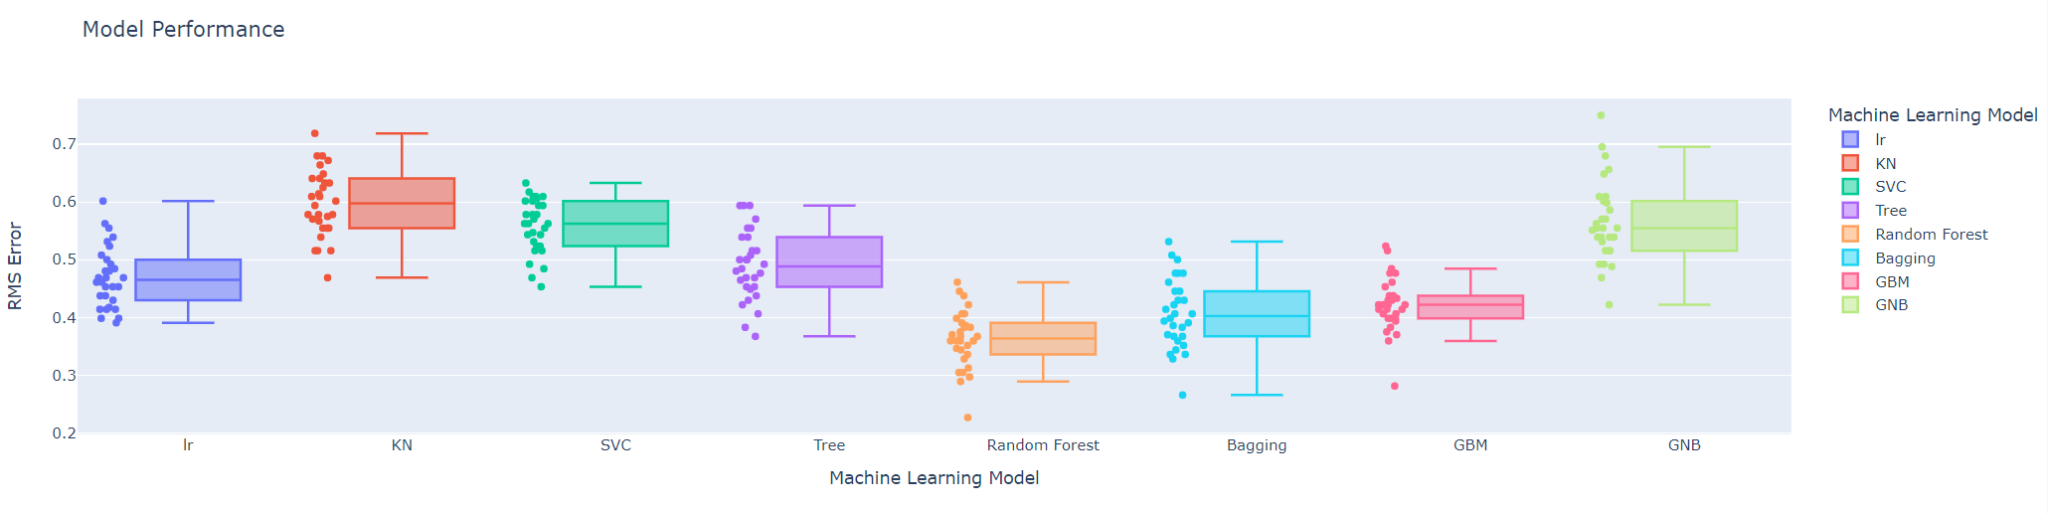 Model Performance
RMS Error
0.7
0.6
0.5
0.4
0.3
0.2
lr
KN
SVC
Tree
Random Forest
Bagging
GBM
GNB
Machine Learning Model
Machine Learning Model
lr
KN
SVC
Tree
Random Forest
Bagging
GBM
GNB